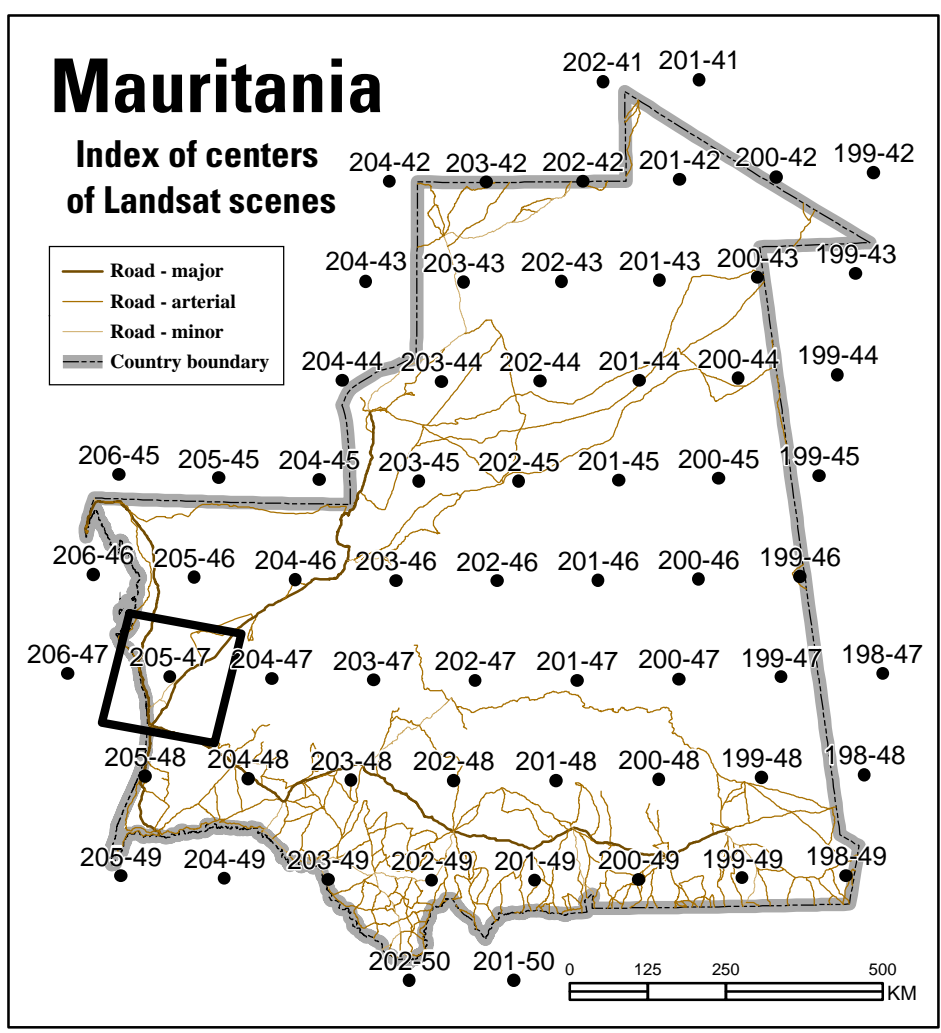 Mauritania
Index of centers
of Landsat scenes
Road - major
Road - arterial
Road - minor
Country boundary
202-41 201-41
204-42 203-42 202-42 201-42 200-42 199-42
204-43 203-43 202-43 201-43 200-43 199-43
204-44 203-44 202-44 201-44 200-44 199-44
206-45 205-45 204-45 203-45 202-45 201-45 200-45 199-45
206-46 205-46 204-46 203-46 202-46 201-46 200-46 199-46
206-47 205-47 204-47 203-47 202-47 201-47 200-47 199-47 198-47
205-48 204-48 203-48 202-48 201-48 200-48 199-48 198-48
205-49 204-49 203-49 202-49 201-49 200-49 199-49 198-49
202-50 201-50
0 125 250 500
KM